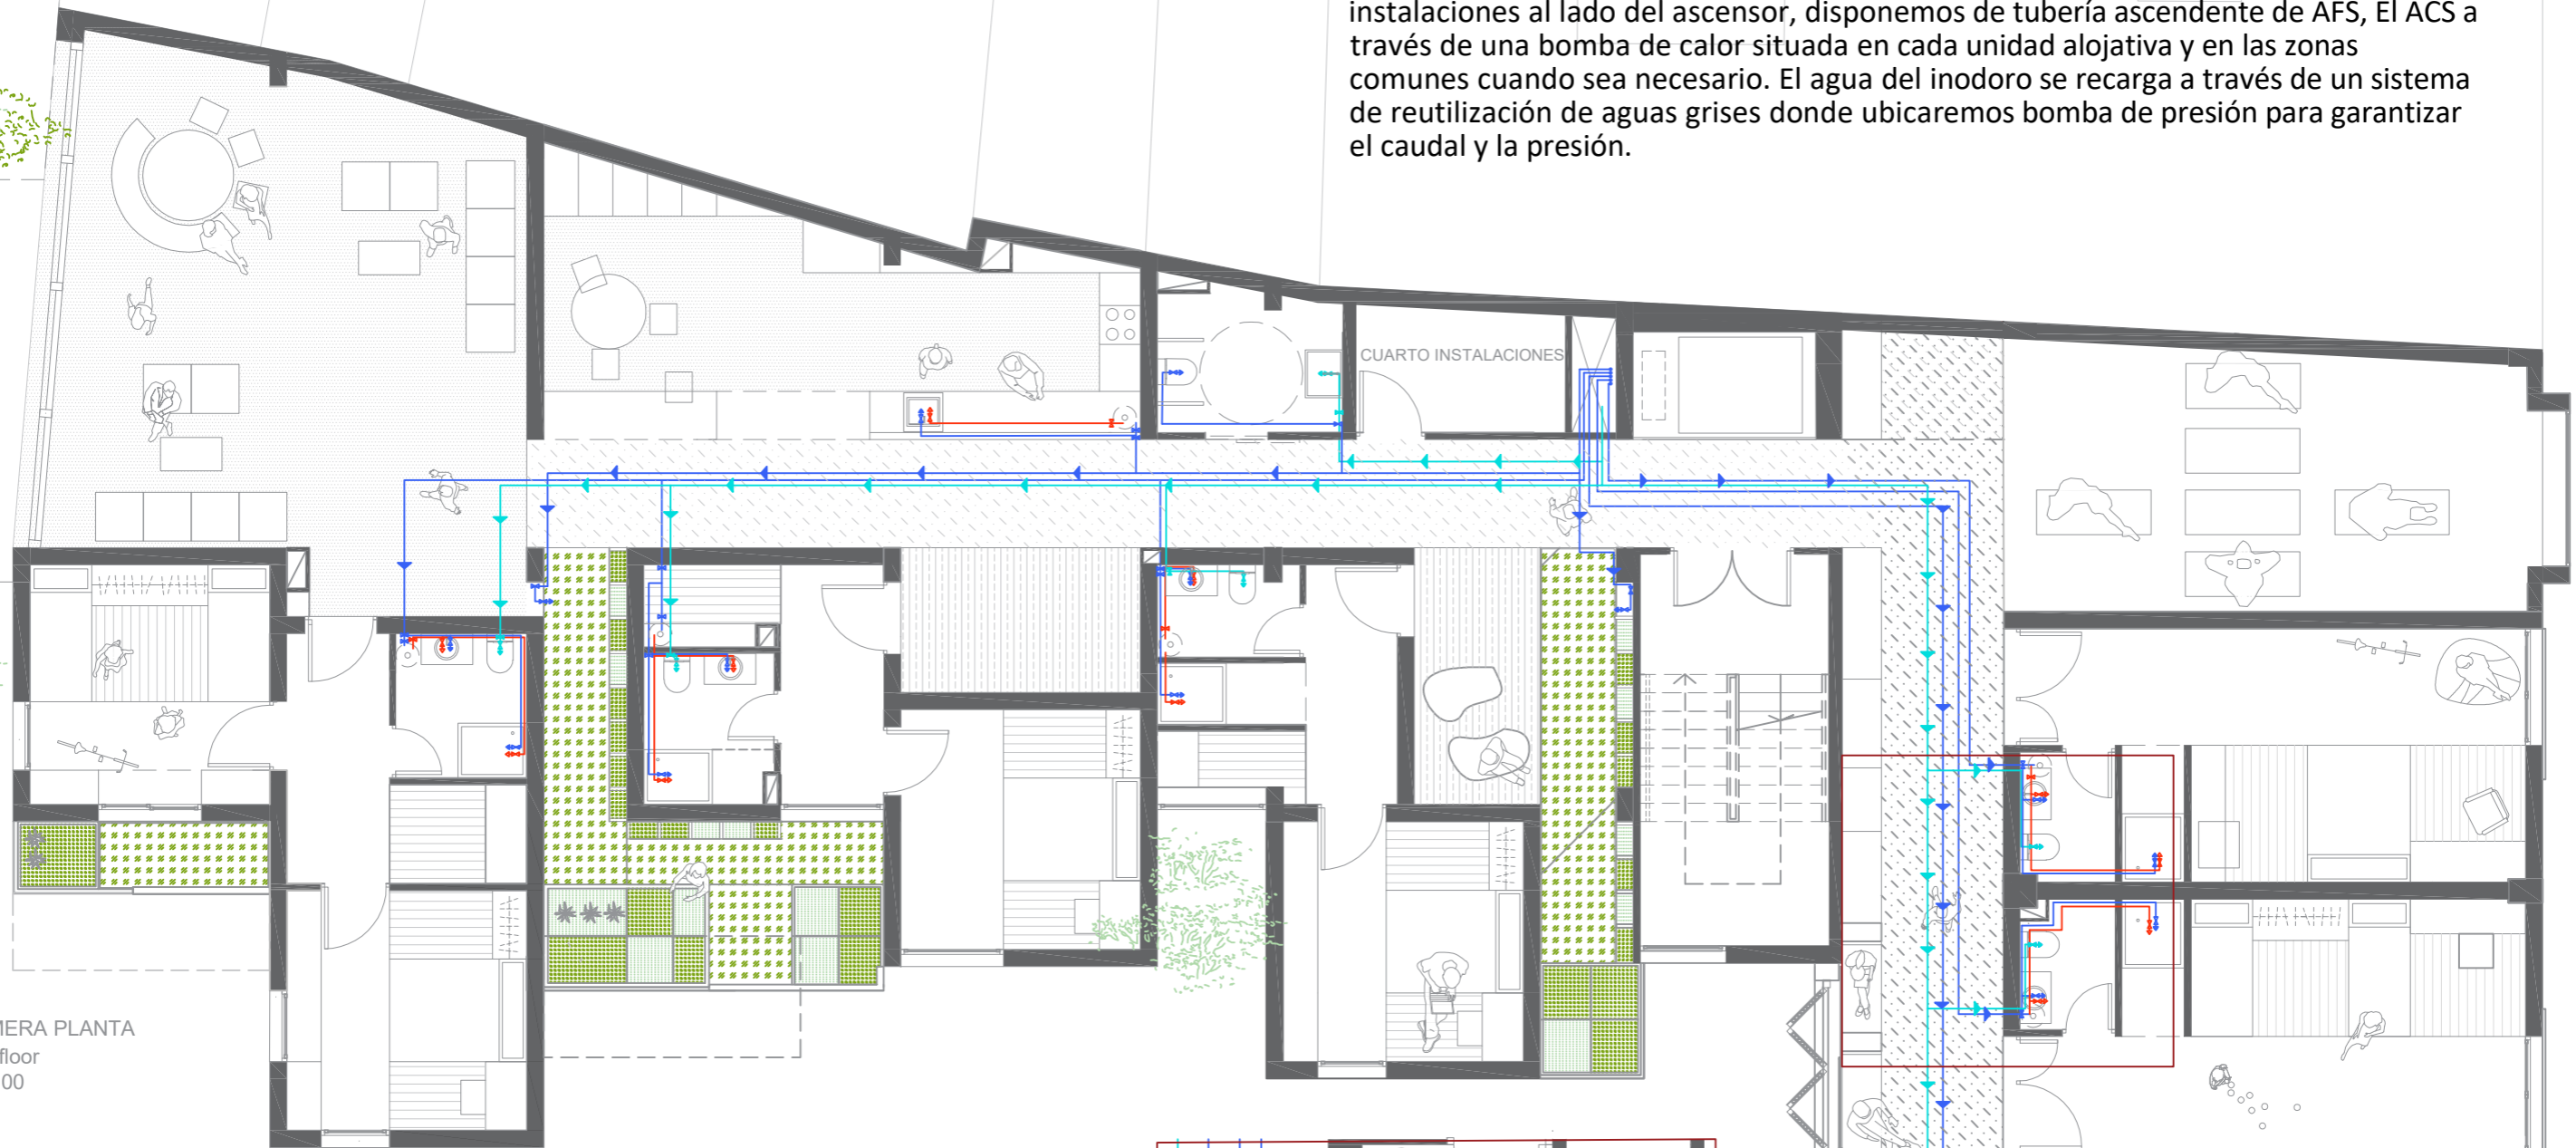 instalaciones al lado del ascensor, disponemos de tubería ascendente de AFS, El ACS a
través de una bomba de calor situada en cada unidad alojativa y en las zonas
comunes cuando sea necesario. El agua del inodoro se recarga a través de un sistema
de reutilización de aguas grises donde ubicaremos bomba de presión para garantizar
el caudal y la presión.
CUARTO INSTALACIONES
MERA PLANTA
floor
00